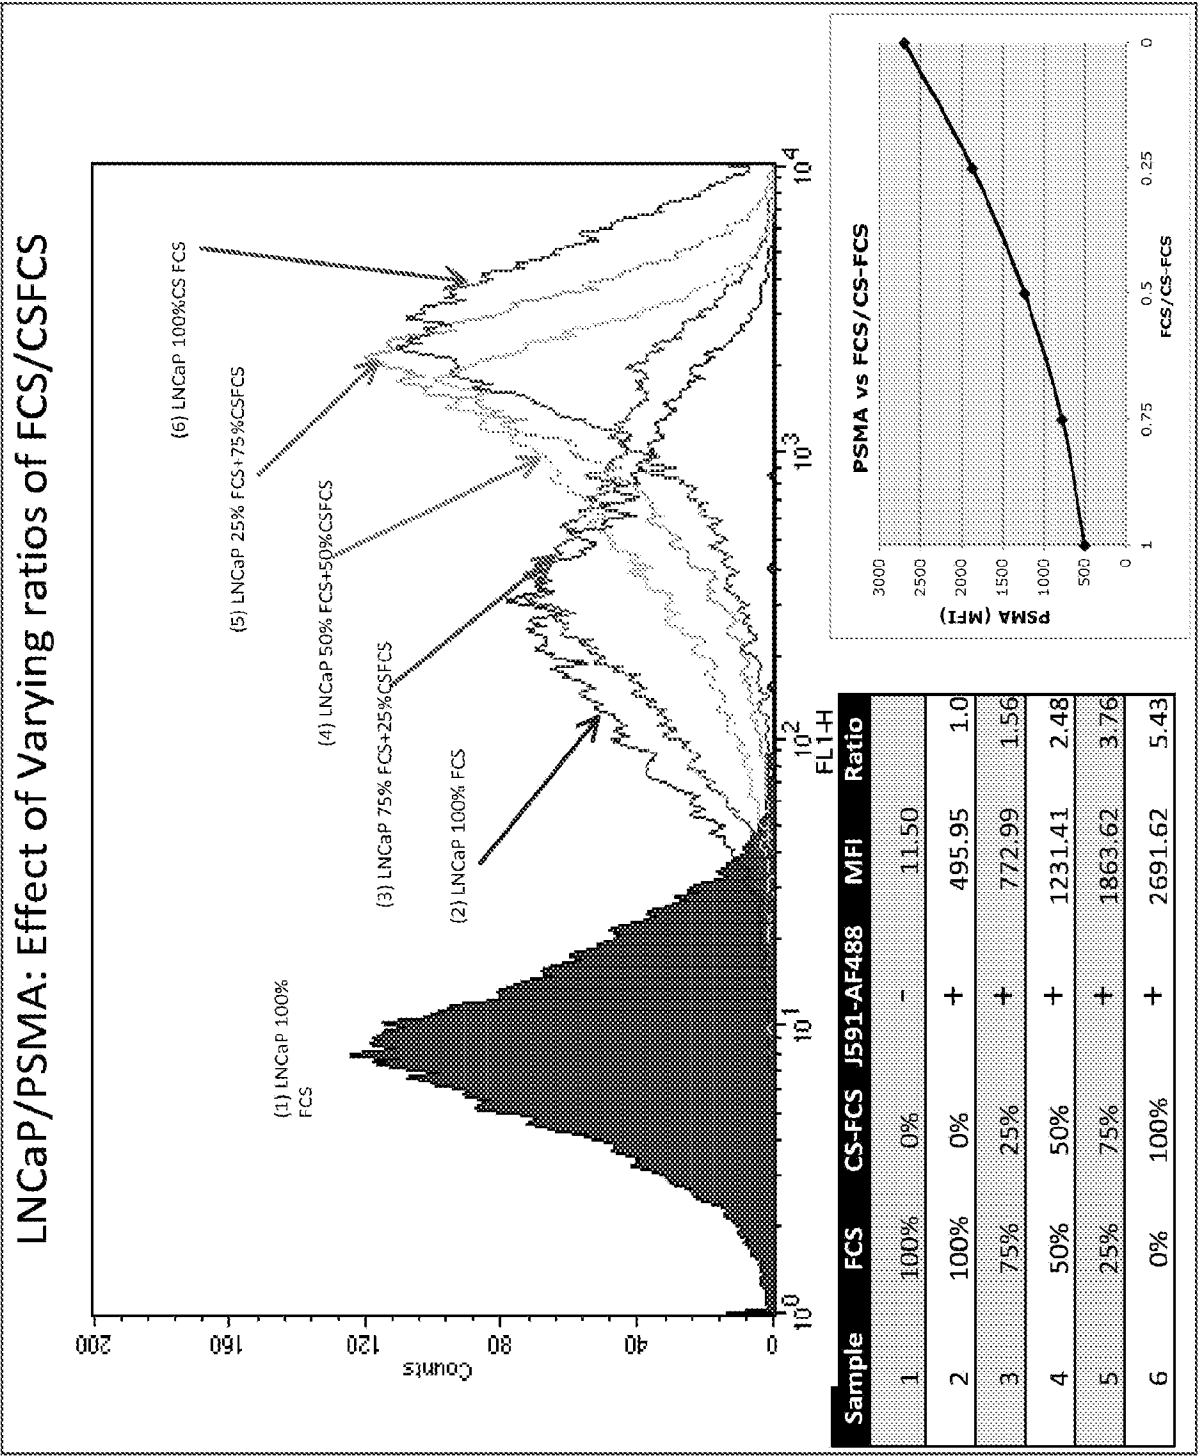 LNCaP/PSMA: Effect of Varying ratios of FCS/CSFCS
200
160
120
80
40
0
Counts
10^0
10^1
10^2
10^3
10^4
FL1-H
(1) LNCaP 100%
FCS
(2) LNCaP 100% FCS
(3) LNCaP 75% FCS+25%CSFCS
(4) LNCaP 50% FCS+50%CSFCS
(5) LNCaP 25% FCS+75%CSFCS
(6) LNCaP 100%CS FCS
Sample FCS CS-FCS J591-AF488 MFI Ratio
1 100% 0% - 11.50
2 100% 0% + 495.95 1.0
3 75% 25% + 772.99 1.56
4 50% 50% + 1231.41 2.48
5 25% 75% + 1863.62 3.76
6 0% 100% + 2691.62 5.43
PSMA vs FCS/CS-FCS
3000
2500
2000
1500
1000
500
0
PSMA (MFI)
1 0.75 0.5 0.25 0
FCS/CS-FCS